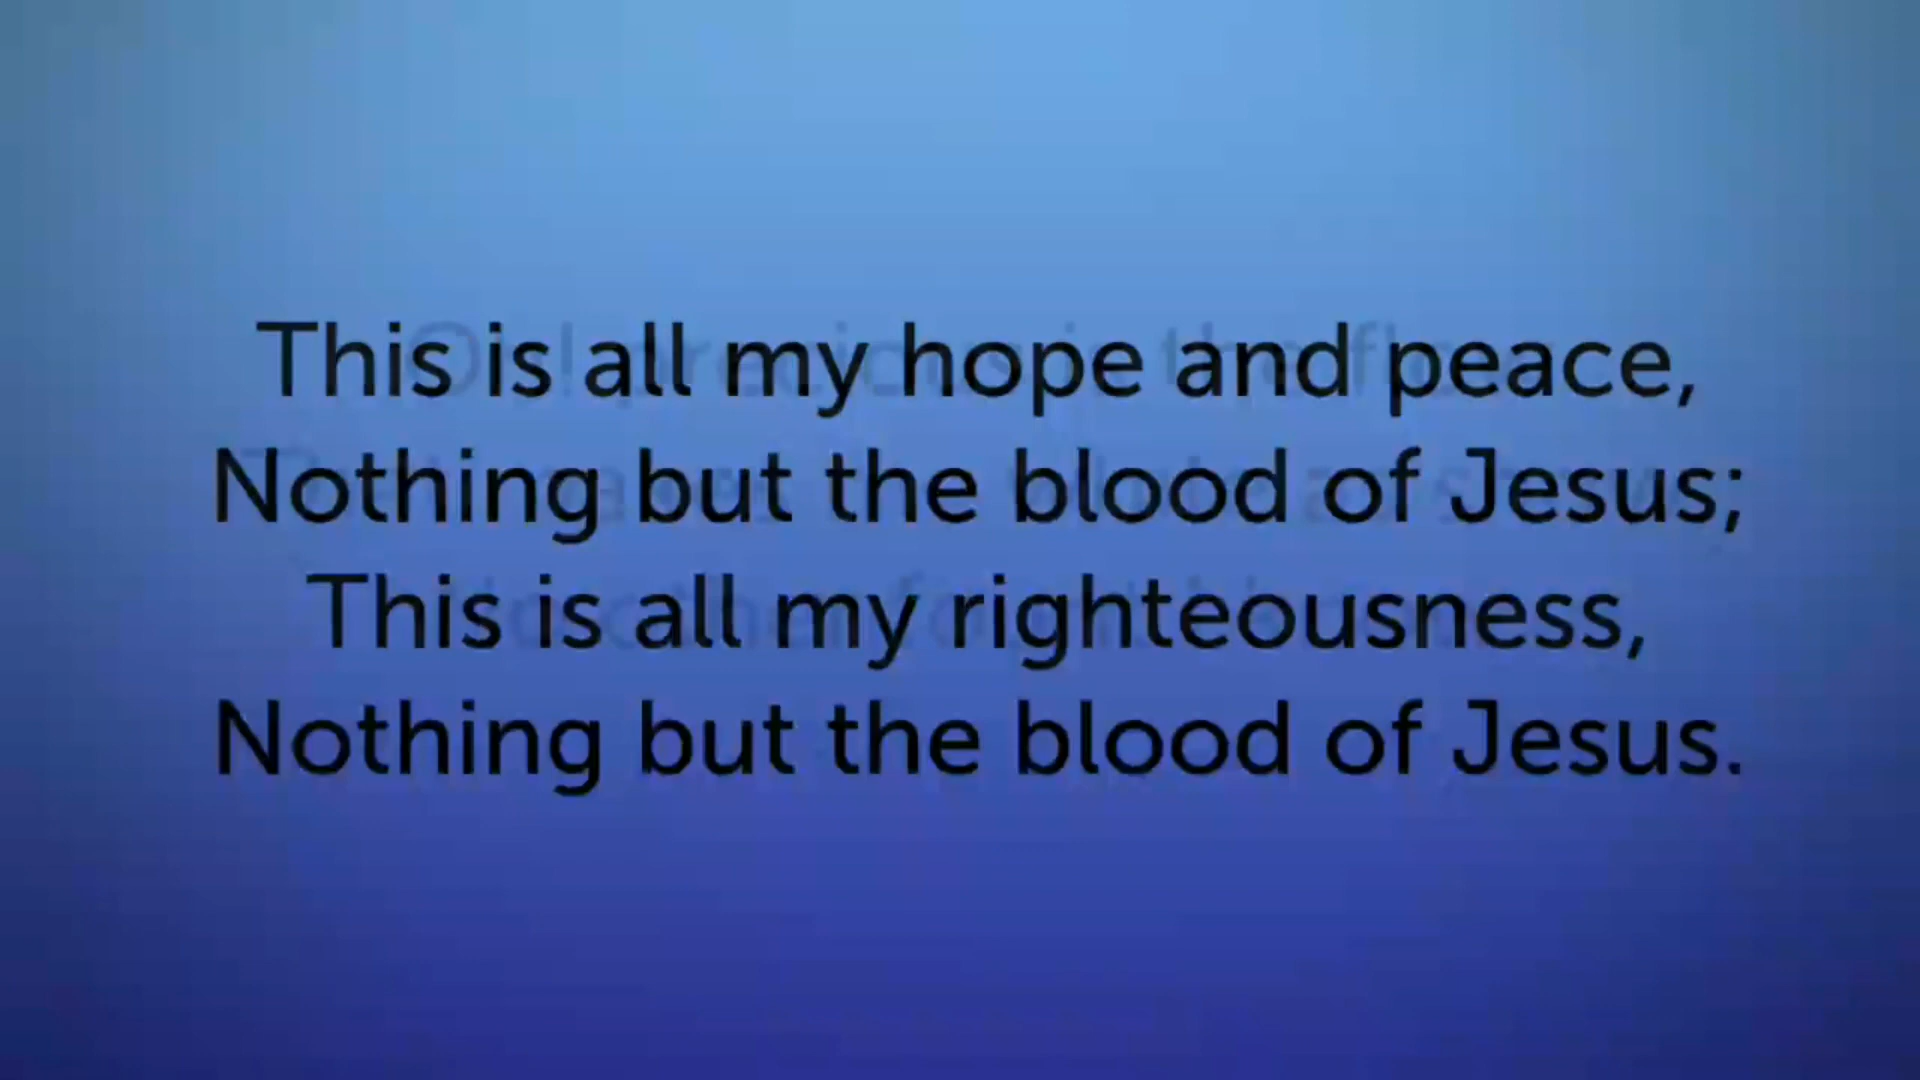 This is all my hope and peace,
Nothing but the blood of Jesus;
This is all my righteousness,
Nothing but the blood of Jesus.